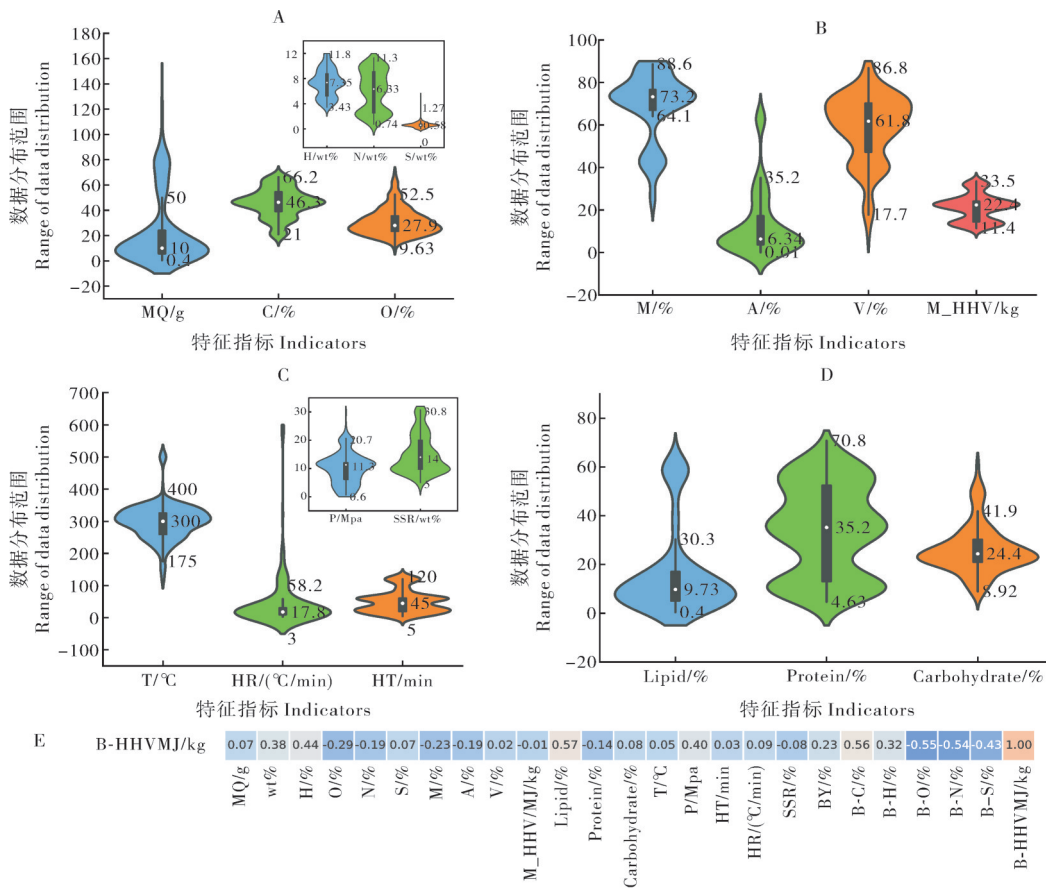 A
数据分布范围
Range of data distribution
180
160
140
120
100
80
60
40
20
0
−20
50
10
0.4
66.2
46.3
21
52.5
27.9
9.63
MQ/g C/% O/%
12
8
4
0
11.8
7.35
3.43
11.3
6.33
0.74
1.27
0.58
0
H/wt% N/wt% S/wt%
特征指标 Indicators
B
数据分布范围
Range of data distribution
100
80
60
40
20
0
−20
88.6
73.2
64.1
35.2
6.34
0.01
86.8
61.8
17.7
33.5
22.4
11.4
M/% A/% V/% M_HHV/kg
特征指标 Indicators
C
数据分布范围
Range of data distribution
700
600
500
400
300
200
100
0
−100
400
300
175
58.2
17.8
3
120
45
5
T/℃ HR/(℃/min) HT/min
30
20
10
0
20.7
11.3
0.6
30.8
14
5
P/Mpa SSR/wt%
特征指标 Indicators
D
数据分布范围
Range of data distribution
80
60
40
20
0
−20
30.3
9.73
0.4
70.8
35.2
4.63
41.9
24.4
8.92
Lipid/% Protein/% Carbohydrate/%
特征指标 Indicators
E
B-HHVMJ/kg 0.07 0.38 0.44 -0.29 -0.19 0.07 -0.23 -0.19 0.02 -0.01 0.57 -0.14 0.08 0.05 0.40 0.03 0.09 -0.08 0.23 0.56 0.32 -0.55 -0.54 -0.43 1.00
MQ/g
wt%
H/%
O/%
N/%
S/%
M/%
A/%
V/%
M_HHV/MJ/kg
Lipid/%
Protein/%
Carbohydrate/%
T/℃
P/Mpa
HT/min
HR/(℃/min)
SSR/%
BY/%
B-C/%
B-H/%
B-O/%
B-N/%
B-S/%
B-HHVMJ/kg